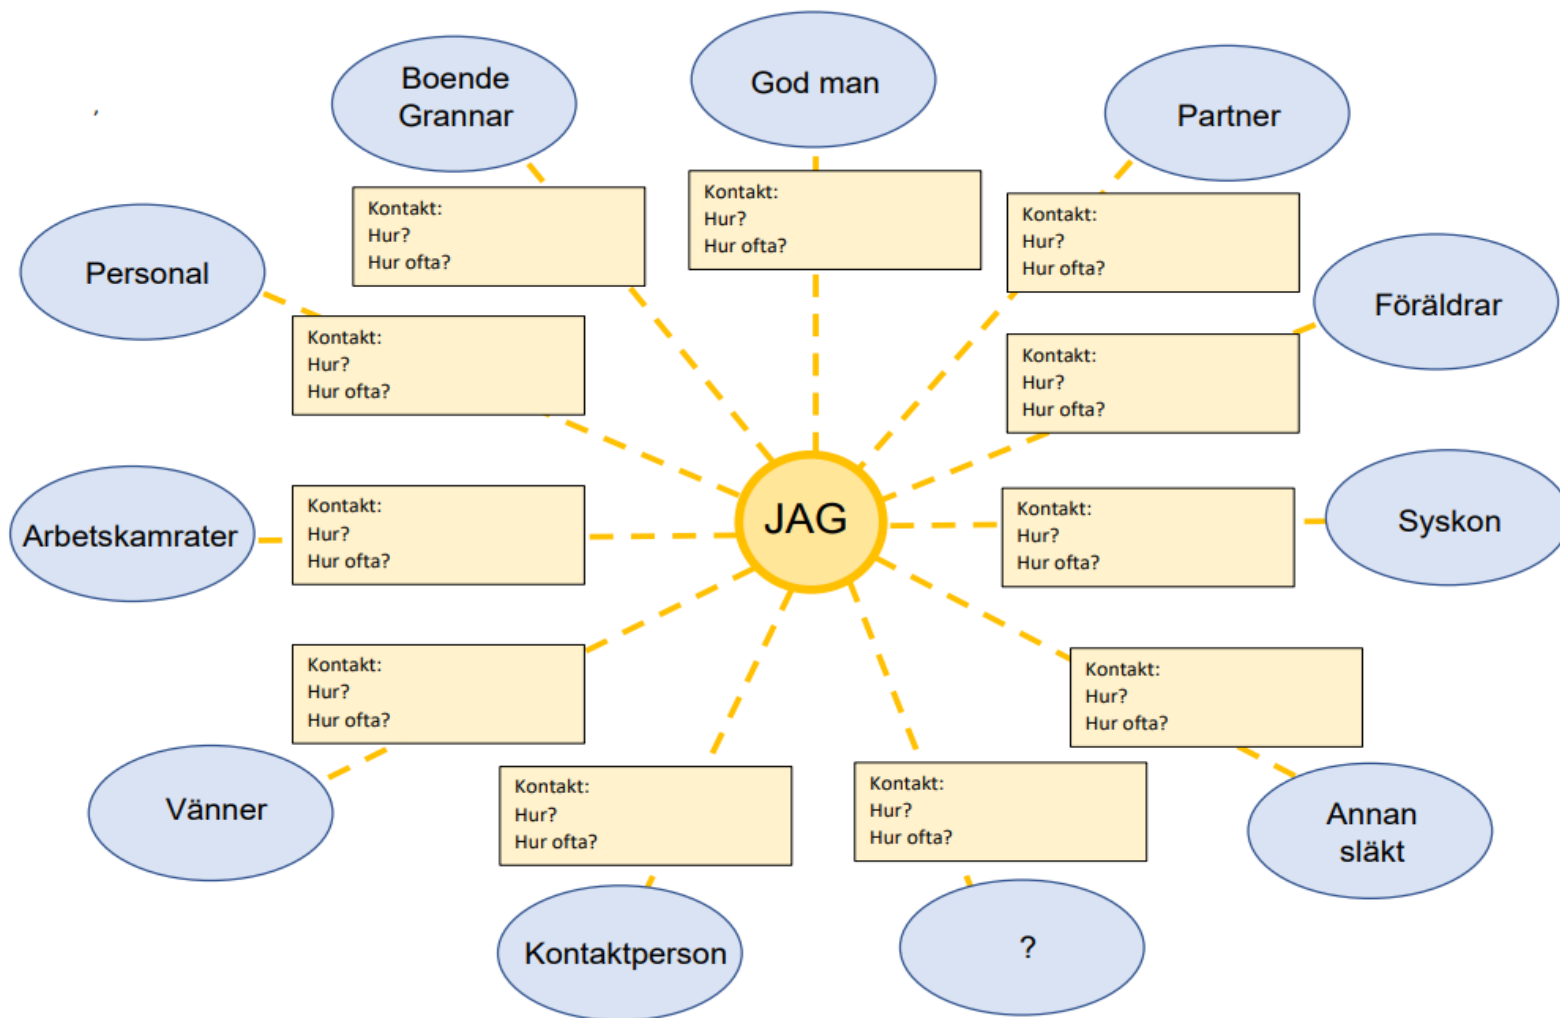 Boende
Grannar
God man
Partner
Kontakt:
Hur?
Hur ofta?
Kontakt:
Hur?
Hur ofta?
Kontakt:
Hur?
Hur ofta?
Personal
Föräldrar
Kontakt:
Hur?
Hur ofta?
Kontakt:
Hur?
Hur ofta?
Arbetskamrater
Kontakt:
Hur?
Hur ofta?
JAG
Kontakt:
Hur?
Hur ofta?
Syskon
Kontakt:
Hur?
Hur ofta?
Kontakt:
Hur?
Hur ofta?
Vänner
Kontakt:
Hur?
Hur ofta?
Kontakt:
Hur?
Hur ofta?
Annan
släkt
Kontaktperson
?